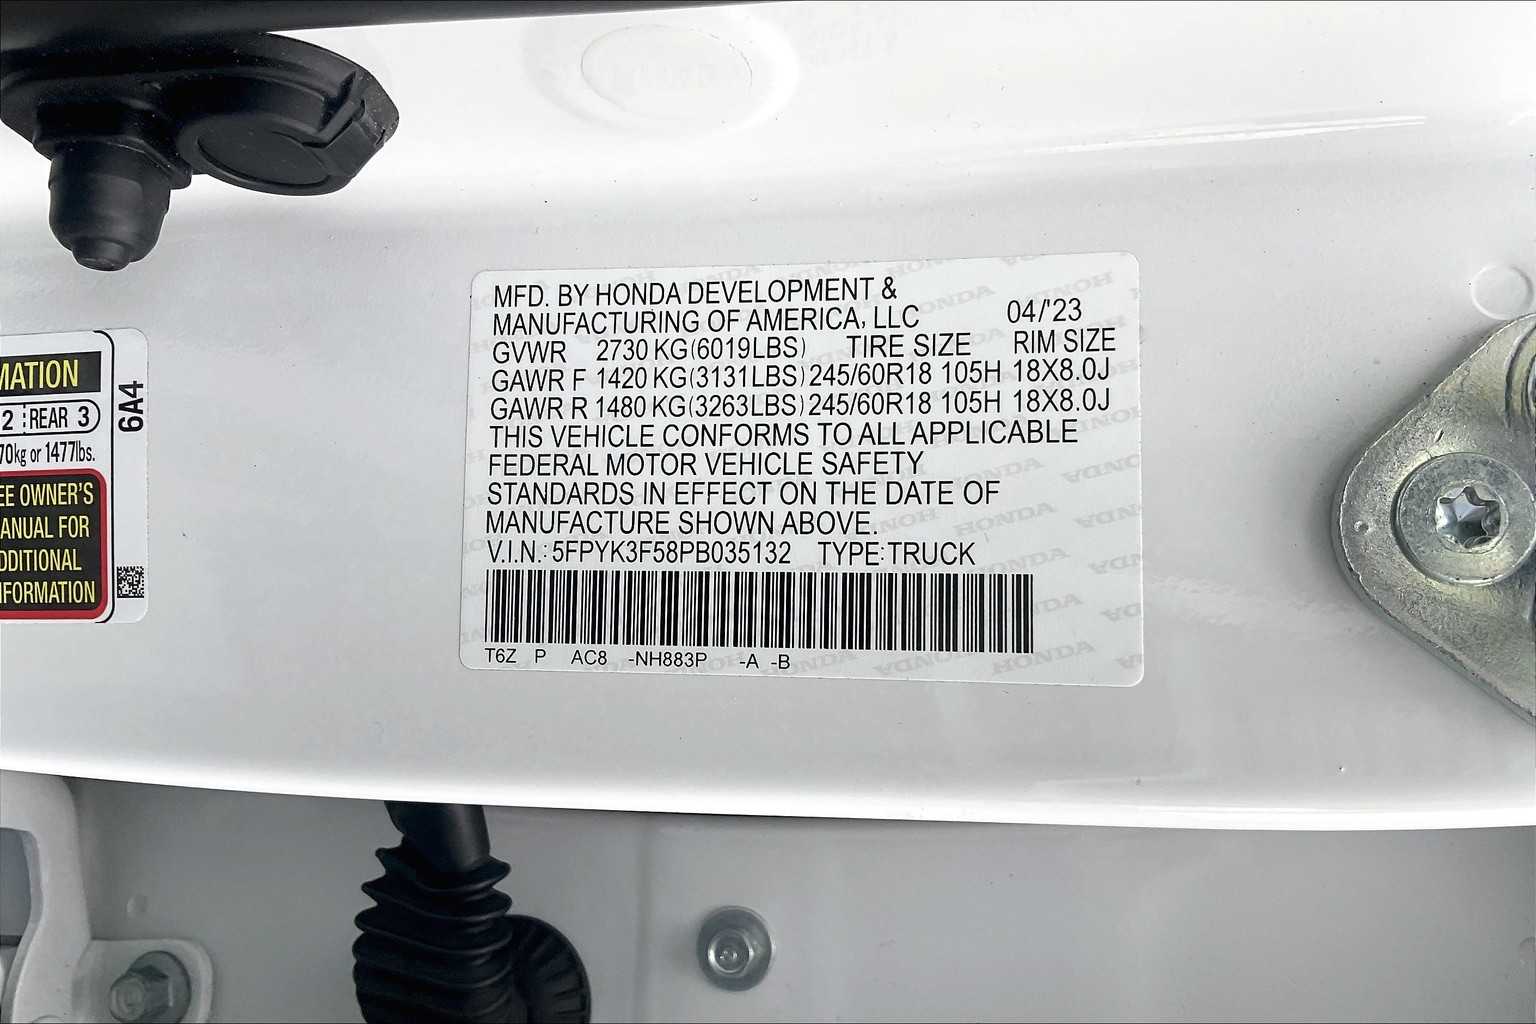 MATION
2 REAR 3
70kg or 1477lbs.
EE OWNER'S
ANUAL FOR
DDITIONAL
NFORMATION
6A4
MFD. BY HONDA DEVELOPMENT &
MANUFACTURING OF AMERICA, LLC 04/'23
GVWR 2730 KG(6019LBS) TIRE SIZE RIM SIZE
GAWR F 1420 KG(3131LBS) 245/60R18 105H 18X8.0J
GAWR R 1480 KG(3263LBS) 245/60R18 105H 18X8.0J
THIS VEHICLE CONFORMS TO ALL APPLICABLE
FEDERAL MOTOR VEHICLE SAFETY
STANDARDS IN EFFECT ON THE DATE OF
MANUFACTURE SHOWN ABOVE.
V.I.N.: 5FPYK3F58PB035132 TYPE:TRUCK
T6Z P AC8 -NH883P -A -B